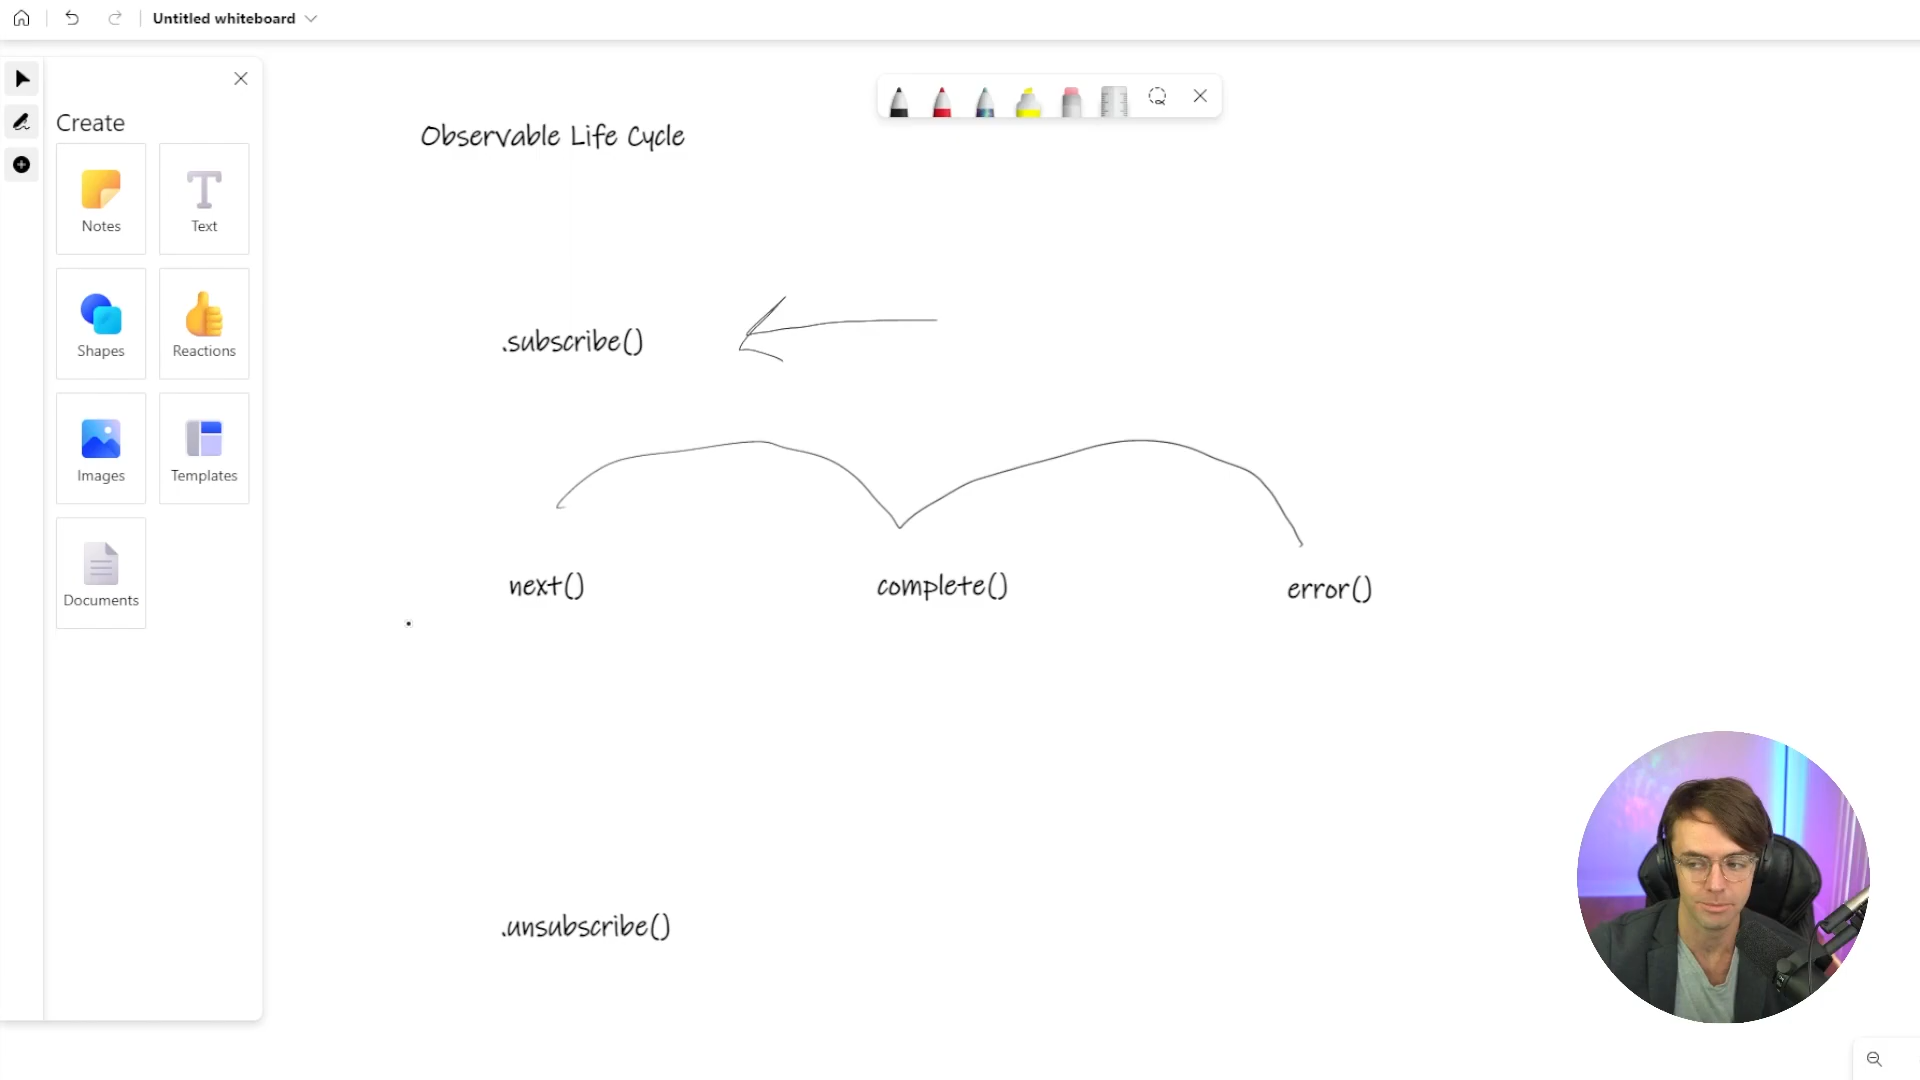 Untitled whiteboard
Create
Notes
Text
Shapes
Reactions
Images
Templates
Documents
Observable Life Cycle
.subscribe()
next()
complete()
error()
.unsubscribe()